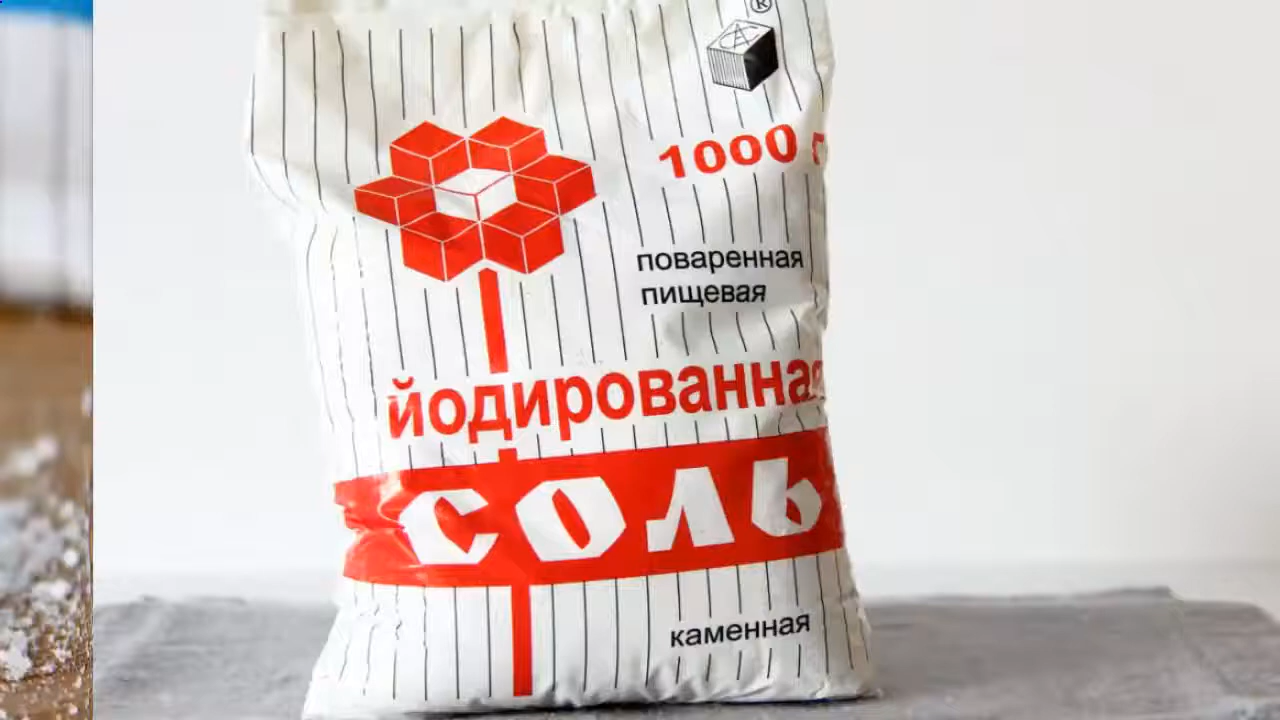 ®
1000 г
поваренная
пищевая
йодированная
СОЛЬ
каменная